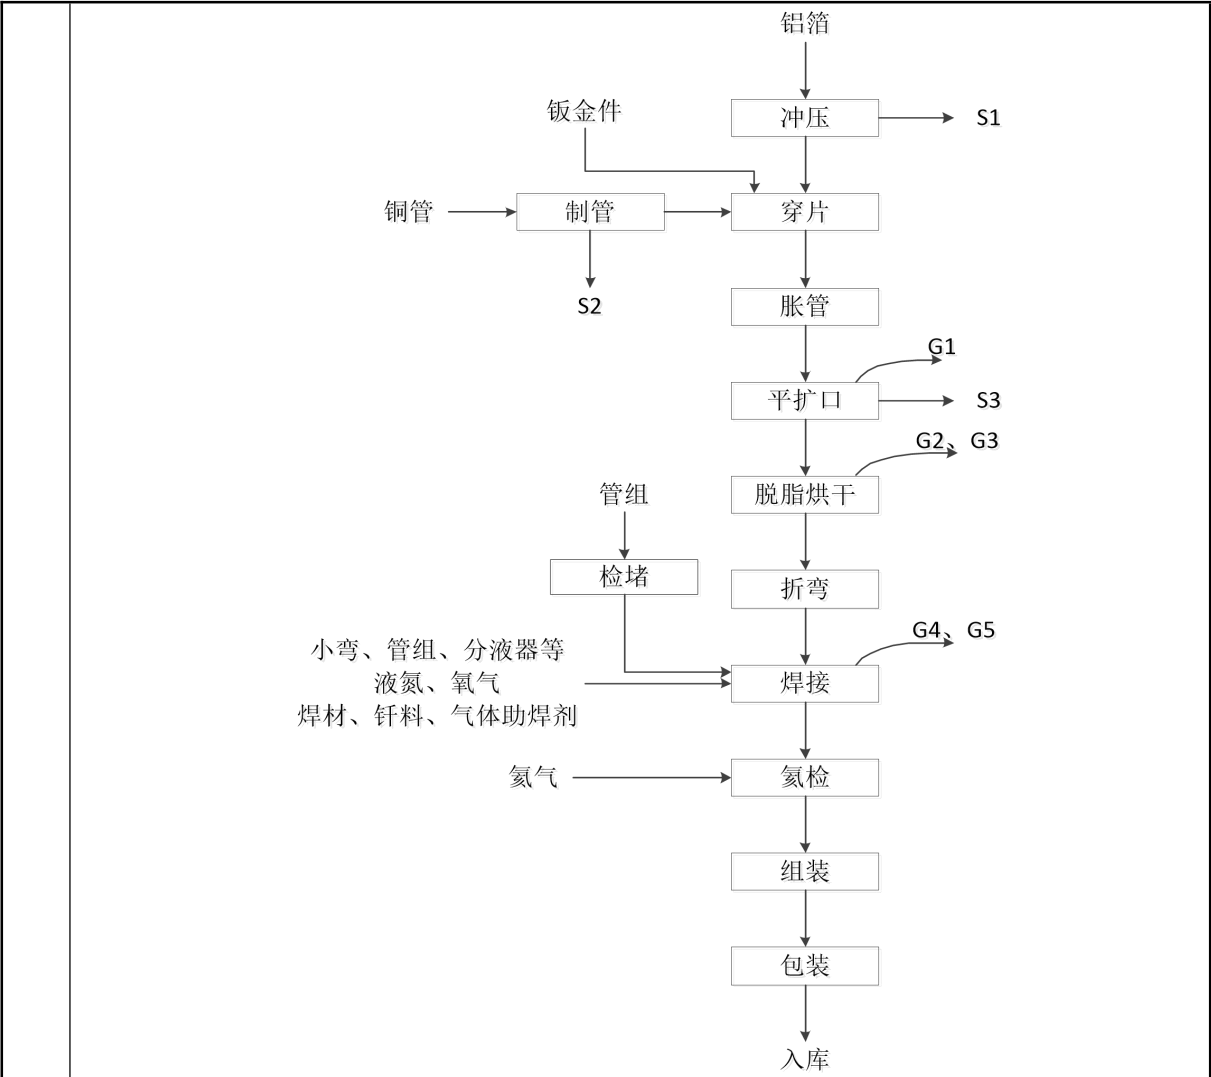 铝箔
钣金件
冲压
S1
铜管
制管
穿片
S2
胀管
G1
平扩口
S3
G2、G3
脱脂烘干
管组
检堵
折弯
G4、G5
小弯、管组、分液器等
液氮、氧气
焊材、钎料、气体助焊剂
焊接
氦气
氦检
组装
包装
入库